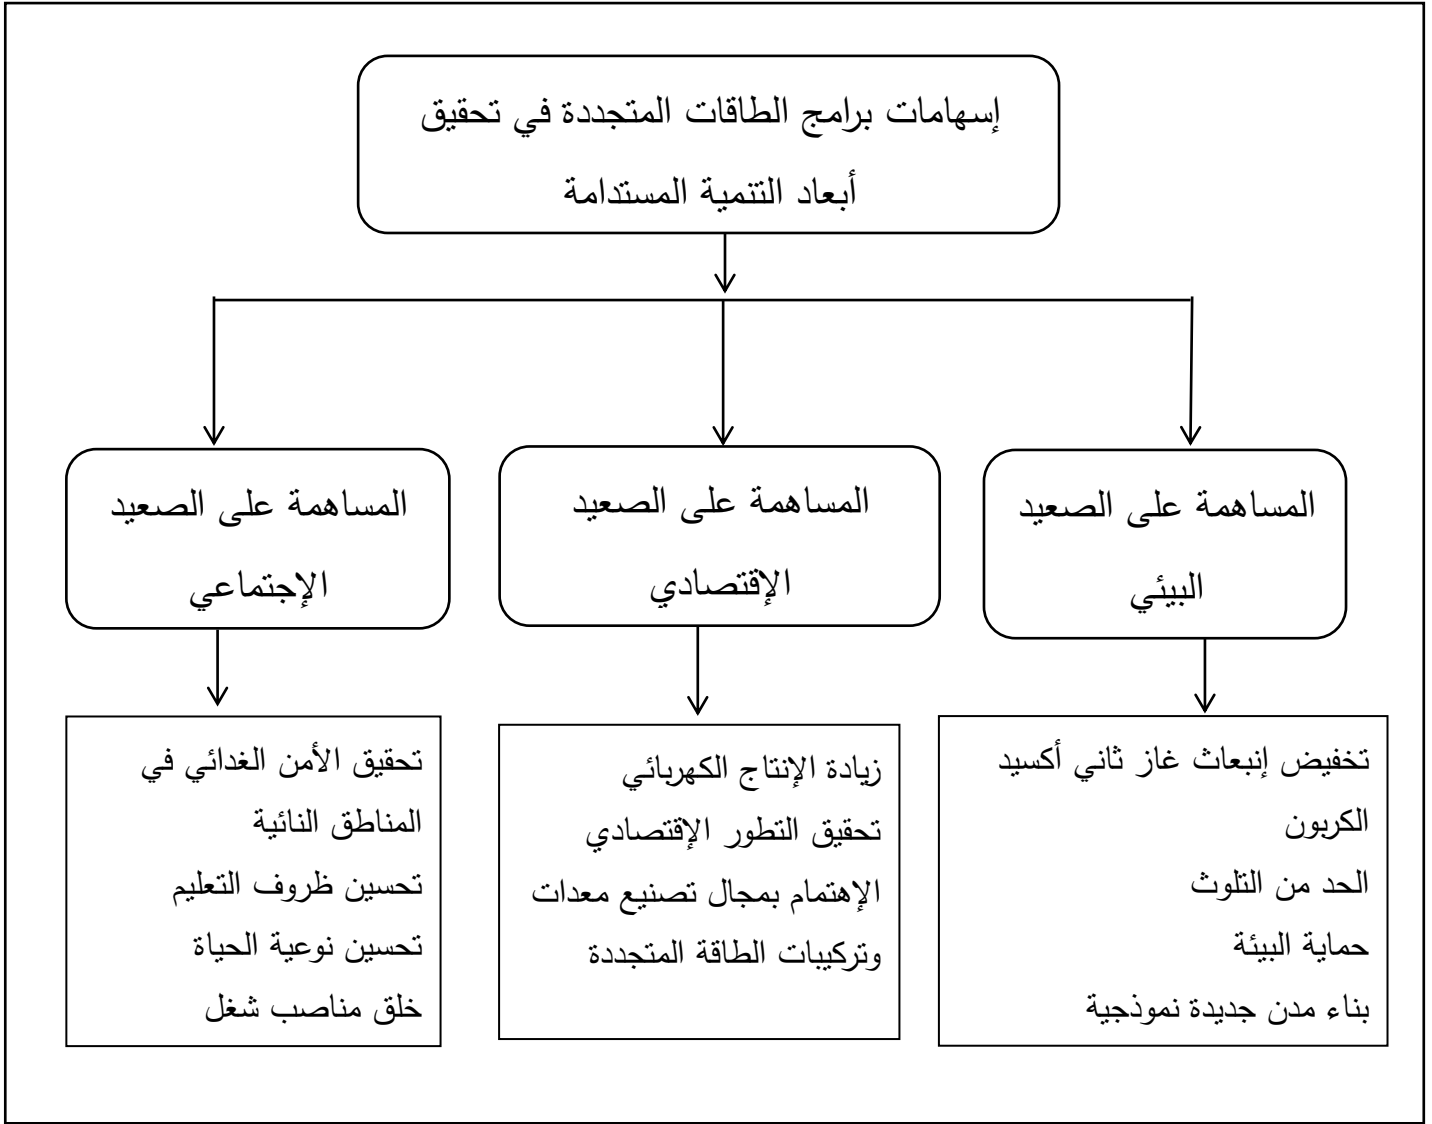 إسهامات برامج الطاقات المتجددة في تحقيق
أبعاد التنمية المستدامة
المساهمة على الصعيد
البيئي
المساهمة على الصعيد
الإقتصادي
المساهمة على الصعيد
الإجتماعي
تخفيض إنبعاث غاز ثاني أكسيد
الكربون
الحد من التلوث
حماية البيئة
بناء مدن جديدة نموذجية
زيادة الإنتاج الكهربائي
تحقيق التطور الإقتصادي
الإهتمام بمجال تصنيع معدات
وتركيبات الطاقة المتجددة
تحقيق الأمن الغدائي في
المناطق النائية
تحسين ظروف التعليم
تحسين نوعية الحياة
خلق مناصب شغل